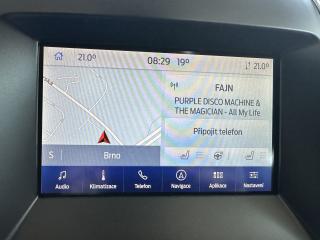 21.0° 08:29 19° 21.0°
FAJN
PURPLE DISCO MACHINE &
THE MAGICIAN - All My Life
Připojit telefon
S Brno
Audio Klimatizace Telefon Navigace Aplikace Nastavení